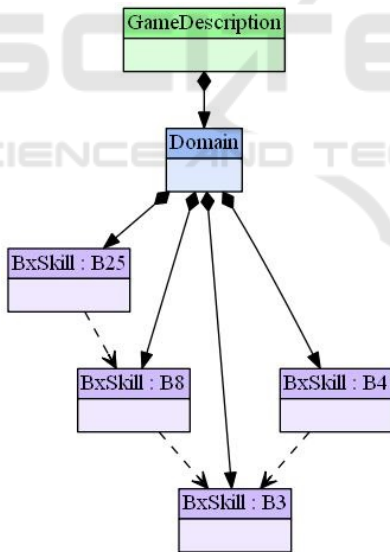 GameDescription
Domain
BxSkill : B25
BxSkill : B8
BxSkill : B4
BxSkill : B3